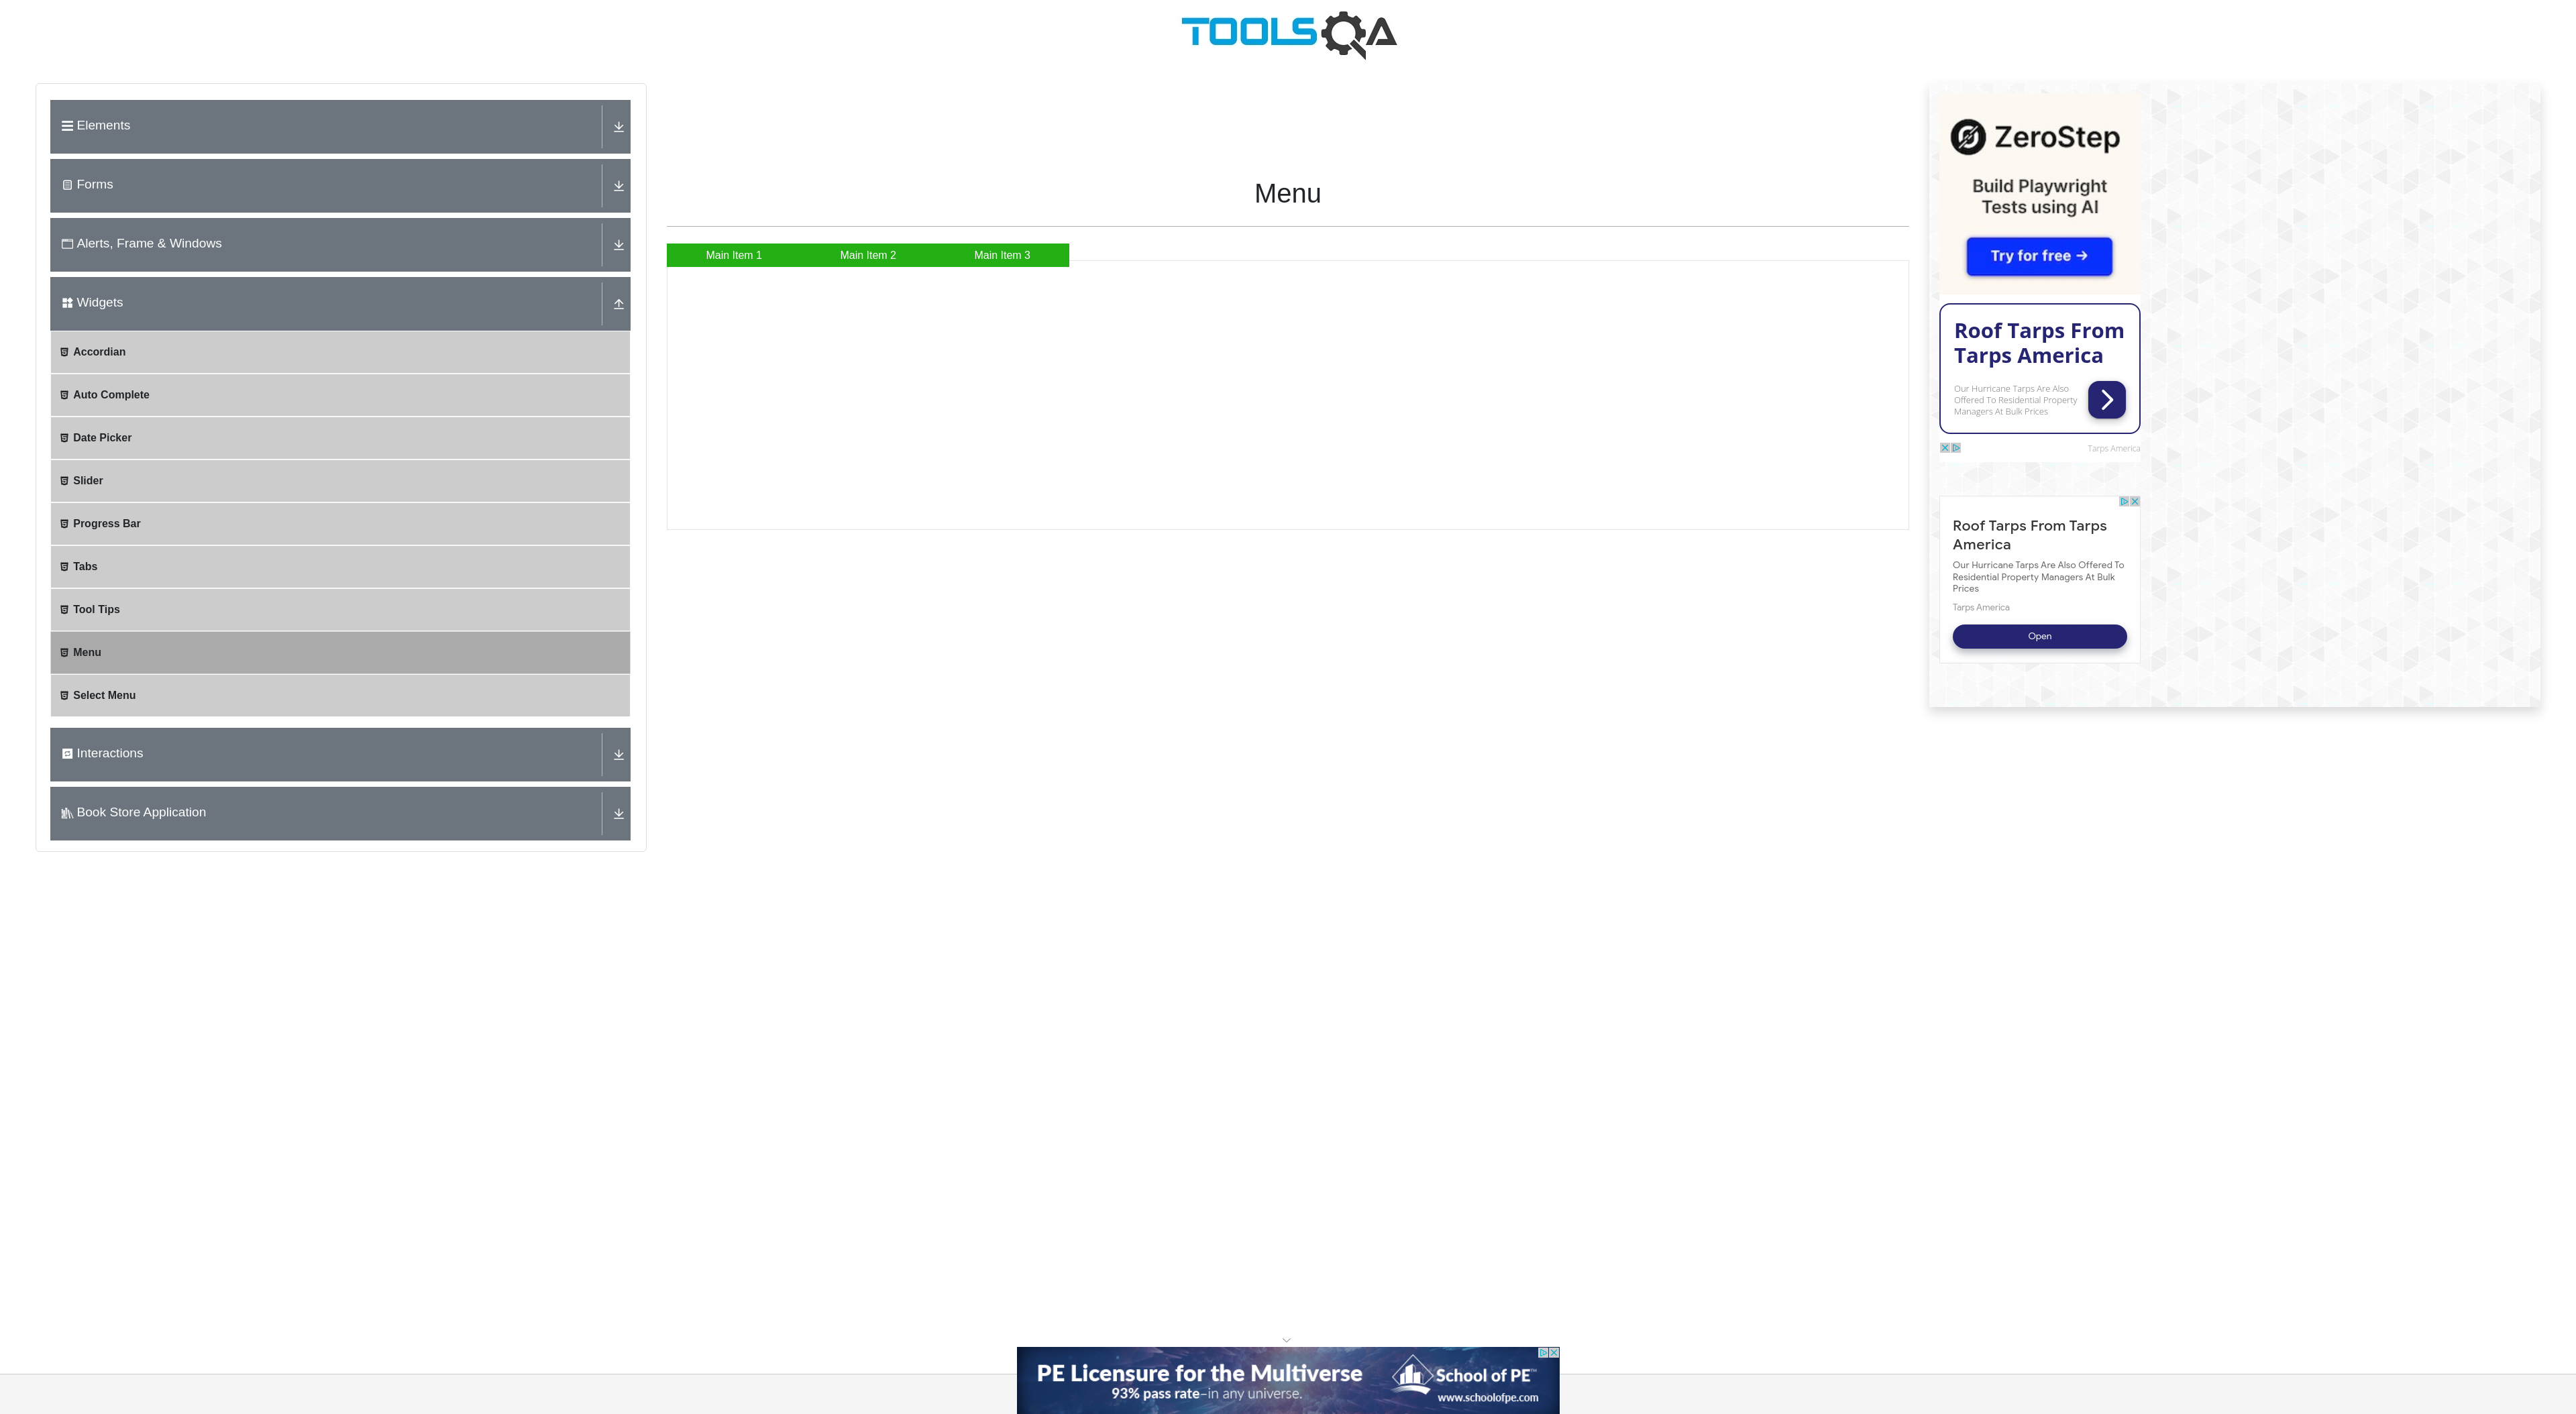 TOOLSQA
Elements
Forms
Alerts, Frame & Windows
Widgets
Accordian
Auto Complete
Date Picker
Slider
Progress Bar
Tabs
Tool Tips
Menu
Select Menu
Interactions
Book Store Application
Menu
Main Item 1
Main Item 2
Main Item 3
ZeroStep
Build Playwright
Tests using AI
Try for free →
Roof Tarps From
Tarps America
Our Hurricane Tarps Are Also
Offered To Residential Property
Managers At Bulk Prices
Tarps America
Roof Tarps From Tarps
America
Our Hurricane Tarps Are Also Offered To
Residential Property Managers At Bulk
Prices
Tarps America
Open
PE Licensure for the Multiverse
93% pass rate–in any universe.
School of PE™
www.schoolofpe.com